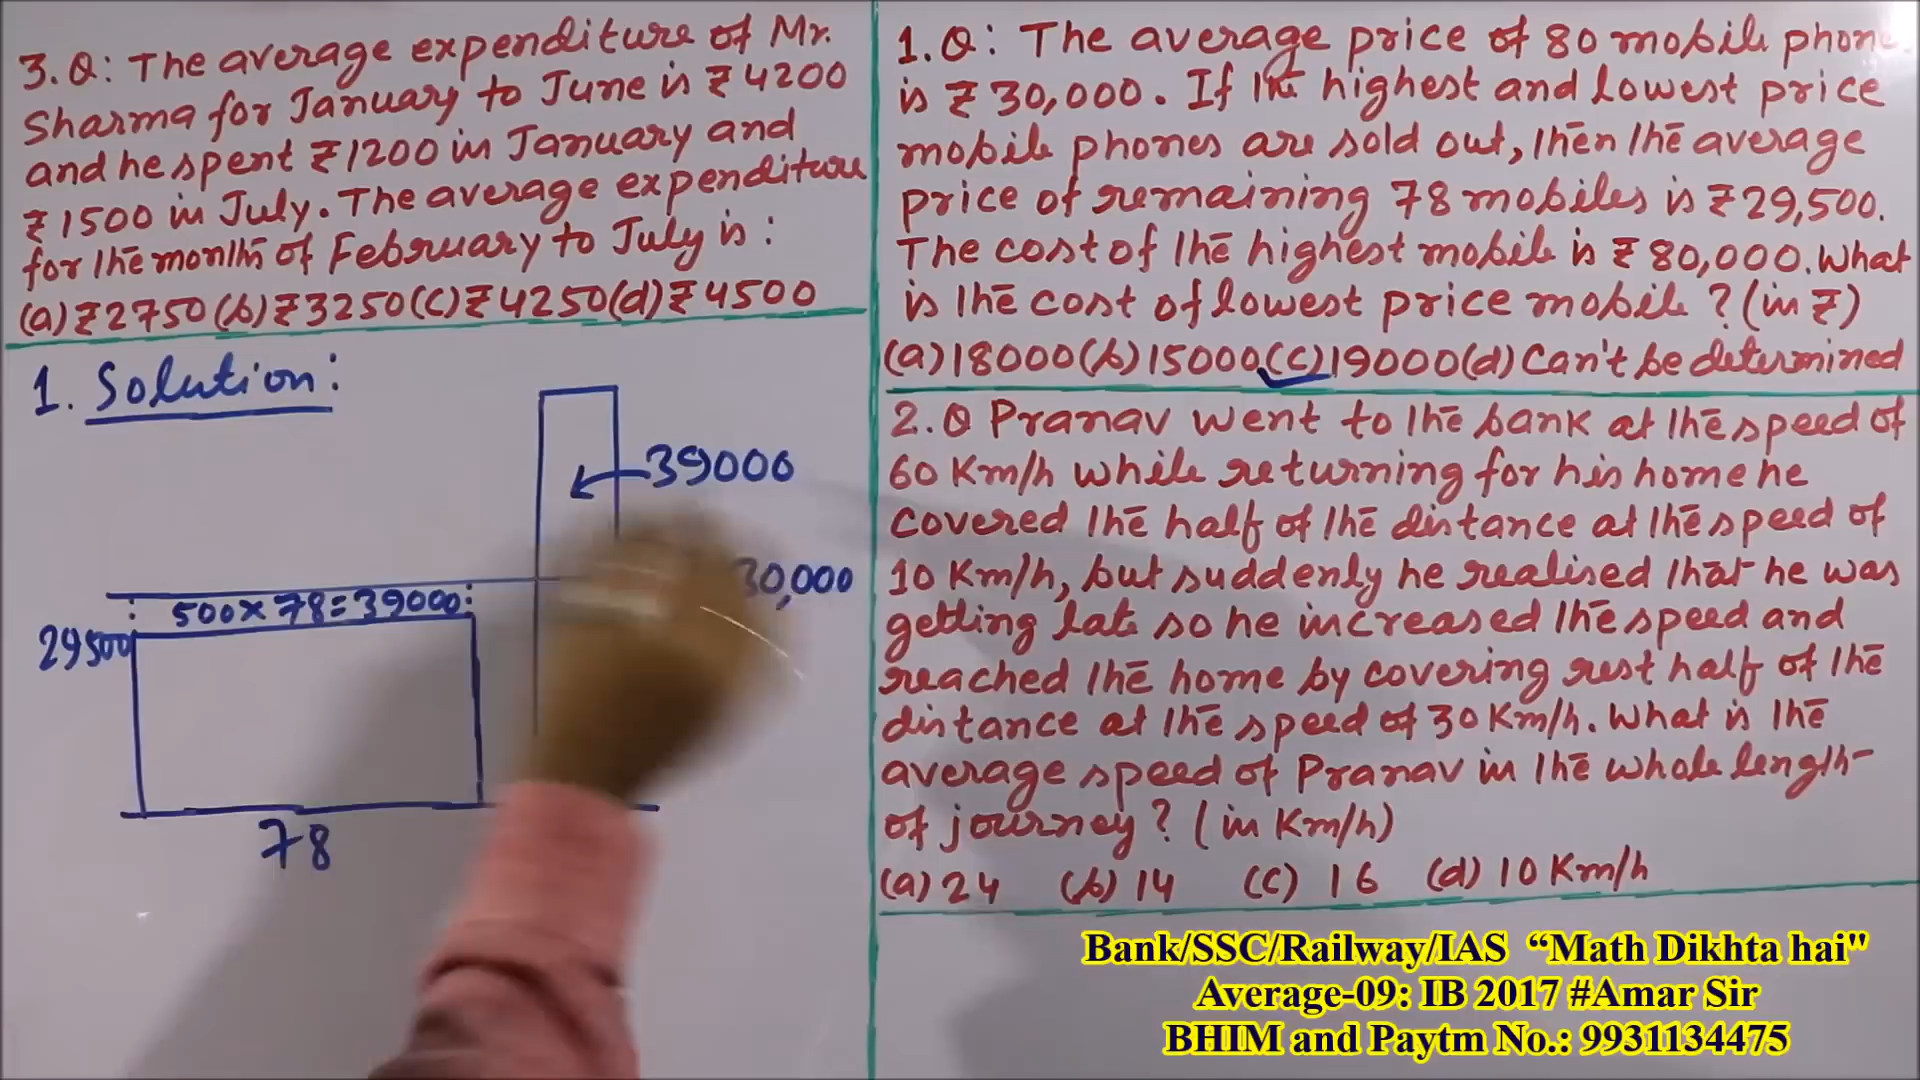 3. Q: The average expenditure of Mr.
Sharma for January to June is ₹4200
and he spent ₹1200 in January and
₹1500 in July. The average expenditure
for the months of February to July is:
(a) ₹2750 (b) ₹3250 (c) ₹4250 (d) ₹4500
1. Solution:
39000
30,000
500×78=39000
29500
78
1. Q: The average price of 80 mobile phone
is ₹30,000. If the highest and lowest price
mobile phones are sold out, then the average
price of remaining 78 mobiles is ₹29,500.
The cost of the highest mobile is ₹80,000. What
is the cost of lowest price mobile? (in ₹)
(a) 18000 (b) 15000 (c) 19000 (d) Can't be determined
2. Q Pranav went to the bank at the speed of
60 Km/h while returning for his home he
covered the half of the distance at the speed of
10 Km/h, but suddenly he realised that he was
getting late so he increased the speed and
reached the home by covering rest half of the
distance at the speed of 30 Km/h. What is the
average speed of Pranav in the whole length
of journey? (in Km/h)
(a) 24 (b) 14 (c) 16 (d) 10 Km/h
Bank/SSC/Railway/IAS “Math Dikhta hai"
Average-09: IB 2017 #Amar Sir
BHIM and Paytm No.: 9931134475